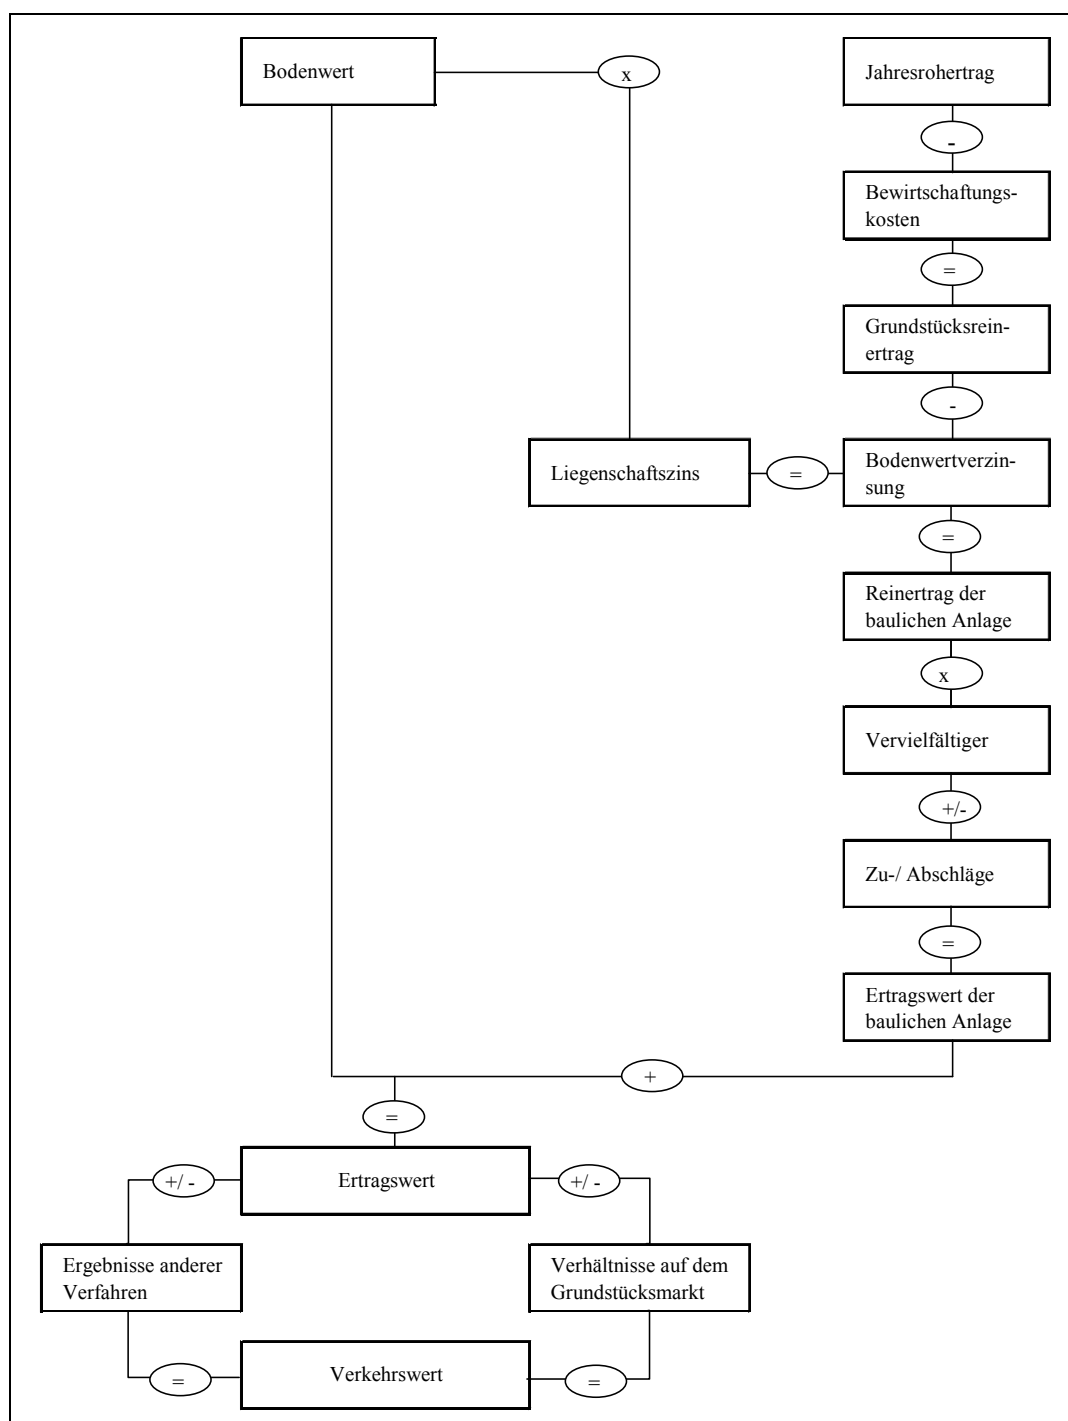 Bodenwert
x
Jahresrohertrag
-
Bewirtschaftungs-
kosten
=
Grundstücksrein-
ertrag
-
Liegenschaftszins
=
Bodenwertverzin-
sung
=
Reinertrag der
baulichen Anlage
x
Vervielfältiger
+/-
Zu-/ Abschläge
=
Ertragswert der
baulichen Anlage
+
=
+/ -
Ertragswert
+/ -
Ergebnisse anderer
Verfahren
Verhältnisse auf dem
Grundstücksmarkt
=
Verkehrswert
=